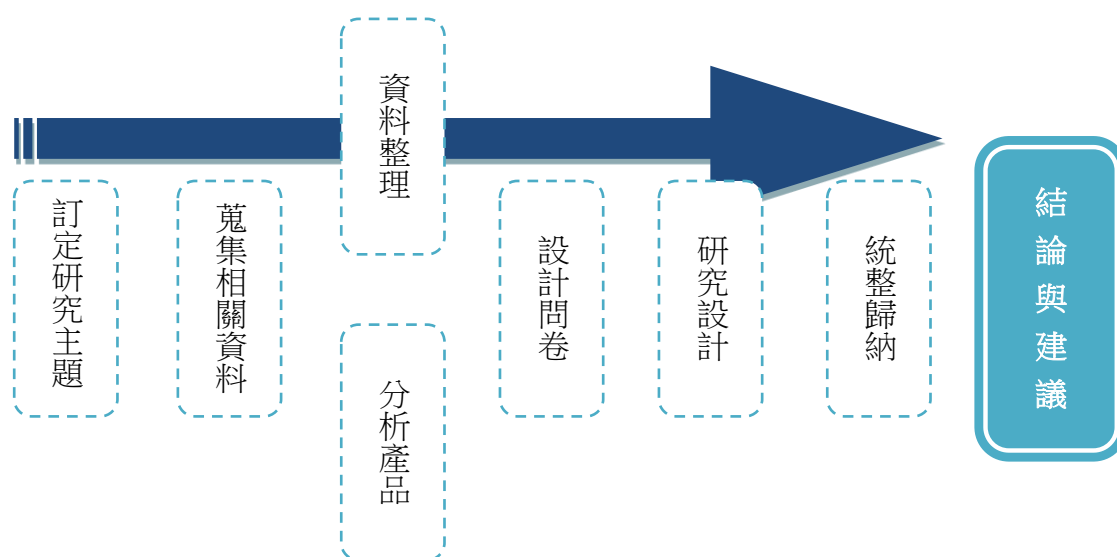 訂定研究主題
蒐集相關資料
資料整理
分析產品
設計問卷
研究設計
統整歸納
結論與建議